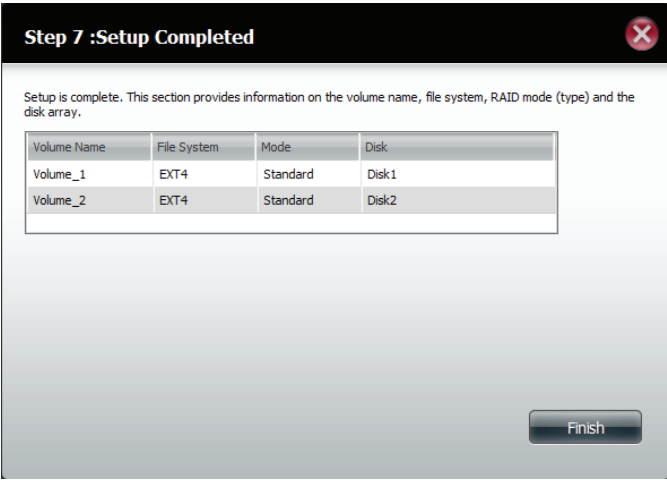 Step 7 :Setup Completed
Setup is complete. This section provides information on the volume name, file system, RAID mode (type) and the
disk array.
Volume Name File System Mode Disk
Volume_1 EXT4 Standard Disk1
Volume_2 EXT4 Standard Disk2
Finish